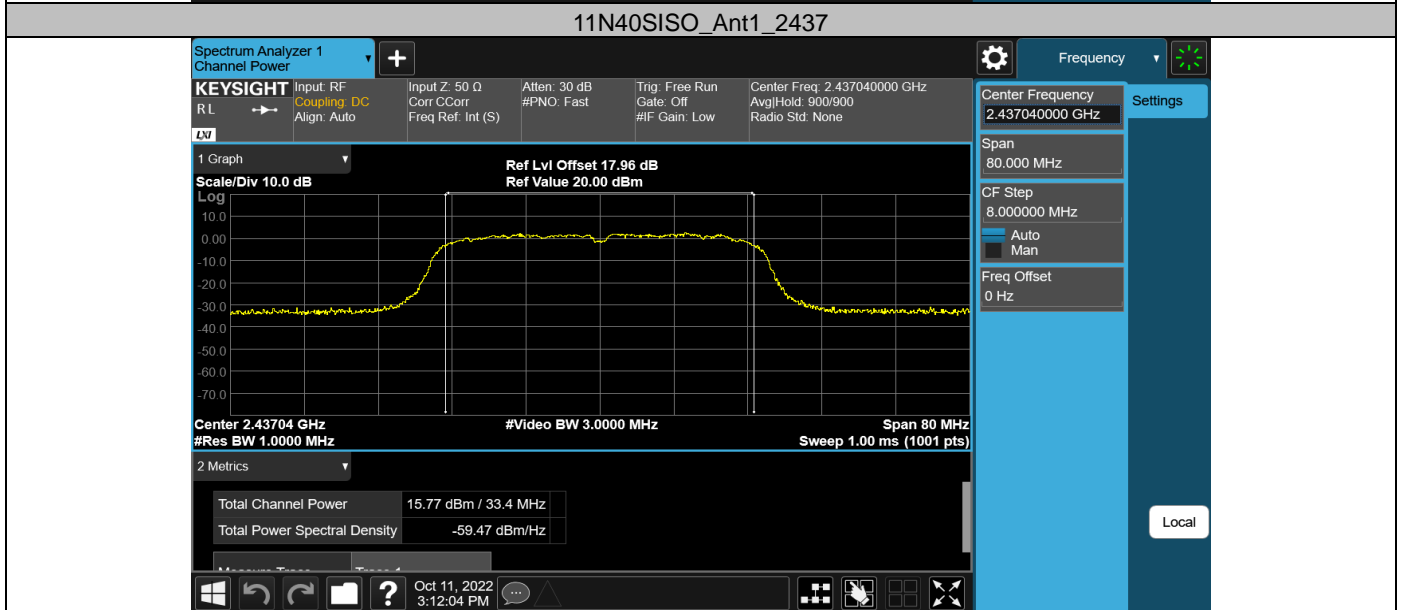 11N40SISO_Ant1_2437
Spectrum Analyzer 1
Channel Power
Frequency
KEYSIGHT
R L
LXI
Input: RF
Coupling: DC
Align: Auto
Input Z: 50 Ω
Corr CCorr
Freq Ref: Int (S)
Atten: 30 dB
#PNO: Fast
Trig: Free Run
Gate: Off
#IF Gain: Low
Center Freq: 2.437040000 GHz
Avg|Hold: 900/900
Radio Std: None
Center Frequency
2.437040000 GHz
Settings
Span
80.000 MHz
CF Step
8.000000 MHz
Auto
Man
Freq Offset
0 Hz
Local
1 Graph
Scale/Div 10.0 dB
Ref Lvl Offset 17.96 dB
Ref Value 20.00 dBm
Log
10.0
0.00
-10.0
-20.0
-30.0
-40.0
-50.0
-60.0
-70.0
Center 2.43704 GHz
#Res BW 1.0000 MHz
#Video BW 3.0000 MHz
Span 80 MHz
Sweep 1.00 ms (1001 pts)
2 Metrics
Total Channel Power 15.77 dBm / 33.4 MHz
Total Power Spectral Density -59.47 dBm/Hz
?
Oct 11, 2022
3:12:04 PM